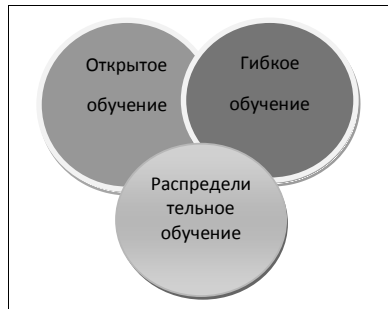 Открытое
обучение
Гибкое
обучение
Распредели
тельное
обучение